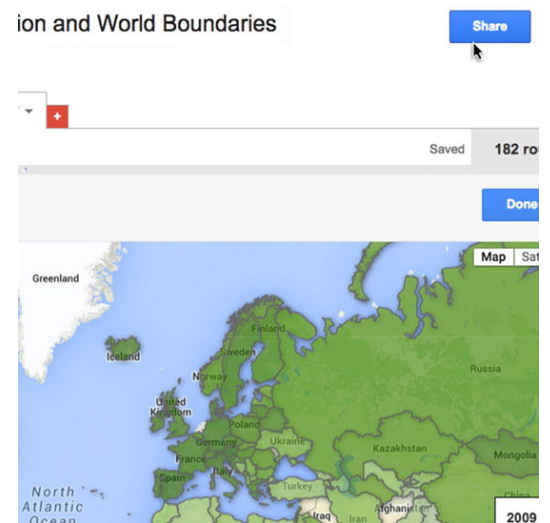 ion and World Boundaries
Share
+
Saved
182 ro
Done
Map Sat
Greenland
Iceland
Finland
Sweden
Norway
Russia
United
Kingdom
Poland
Germany
Ukraine
France
Kazakhstan
Mongolia
Italy
Spain
Turkey
China
North
Atlantic
Ocean
Iraq
Iran
Afghanistan
2009